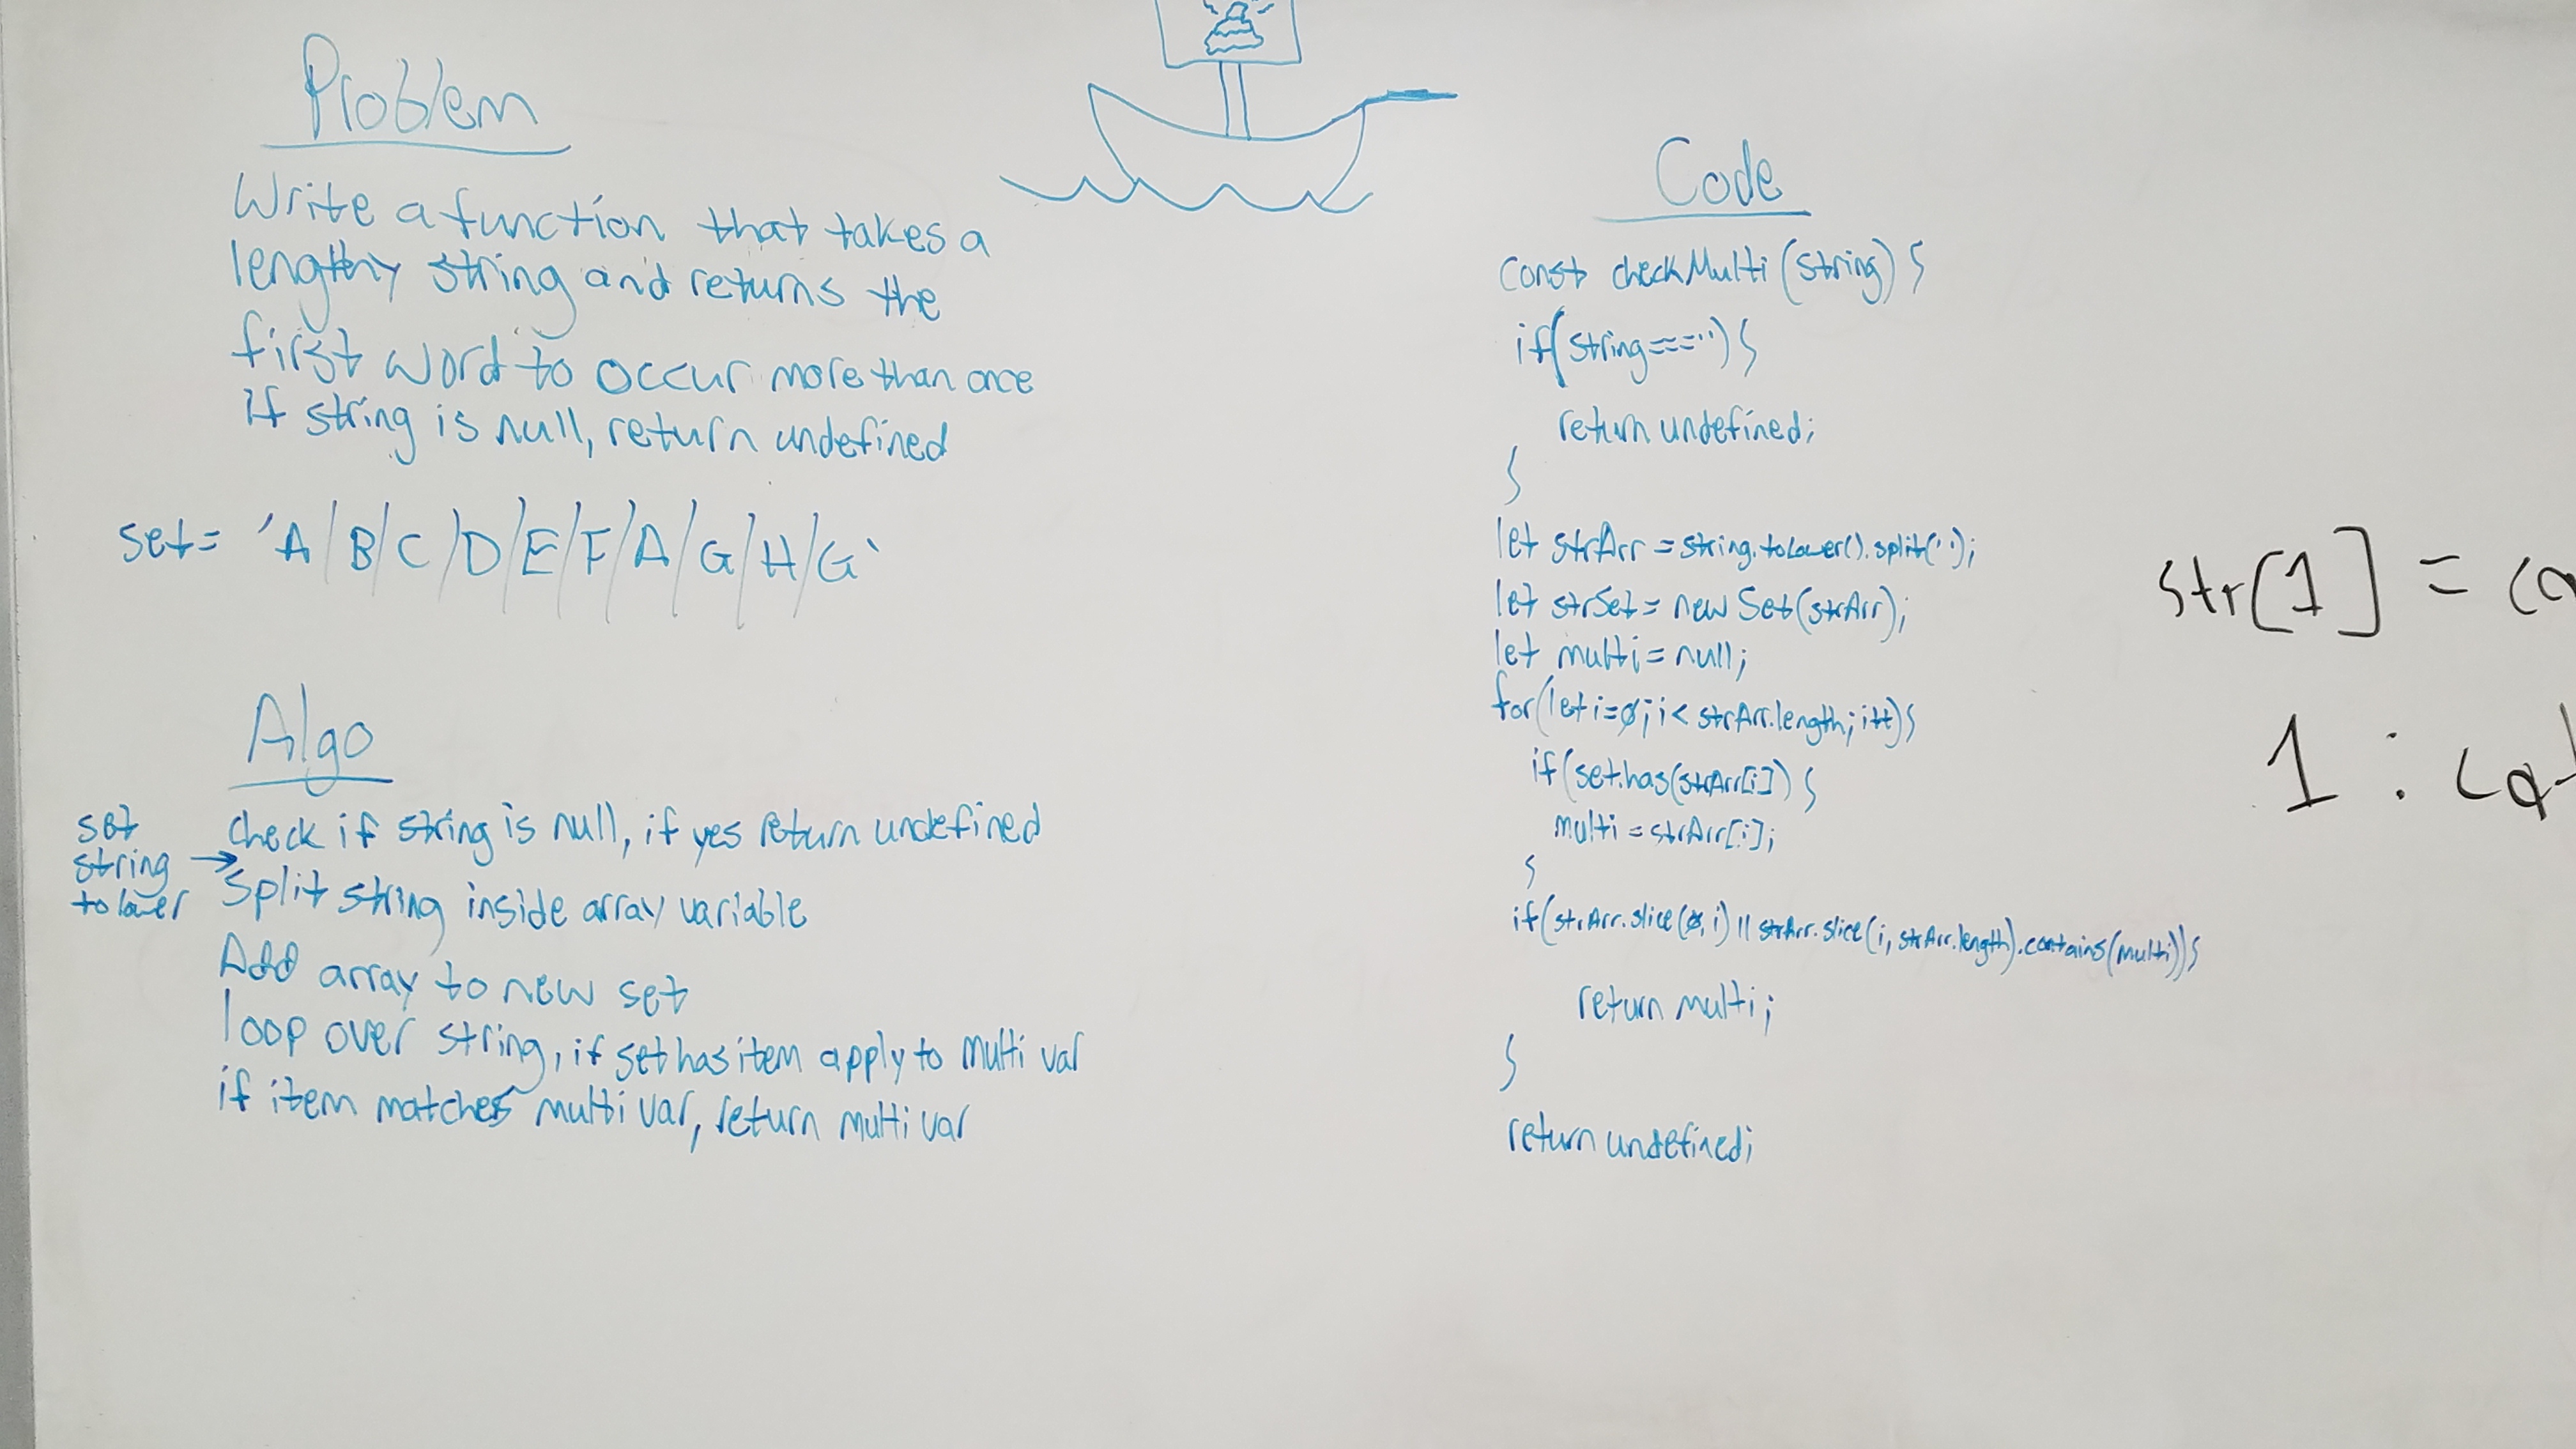 Problem
Write a function that takes a
lengthy string and returns the
first word to occur more than once
If string is null, return undefined
set= 'A/B/C/D/E/F/A/G/H/G`
Algo
set
string →
to lower
check if string is null, if yes return undefined
split string inside array variable
Add array to new set
loop over string, if set has item apply to multi var
if item matches multi var, return multi var
Code
const checkMulti (string) {
if(string===''){
return undefined;
}
let strArr = string.toLower().split(' ');
let strSet = new Set(strArr);
let multi = null;
for(let i=0; i < strArr.length; i++){
if(set.has(strArr[i]) {
multi = strArr[i];
}
if(strArr.slice(0, i) || strArr.slice(i, strArr.length).contains(multi)){
return multi;
}
return undefined;
str[1] = ca
1 : cat